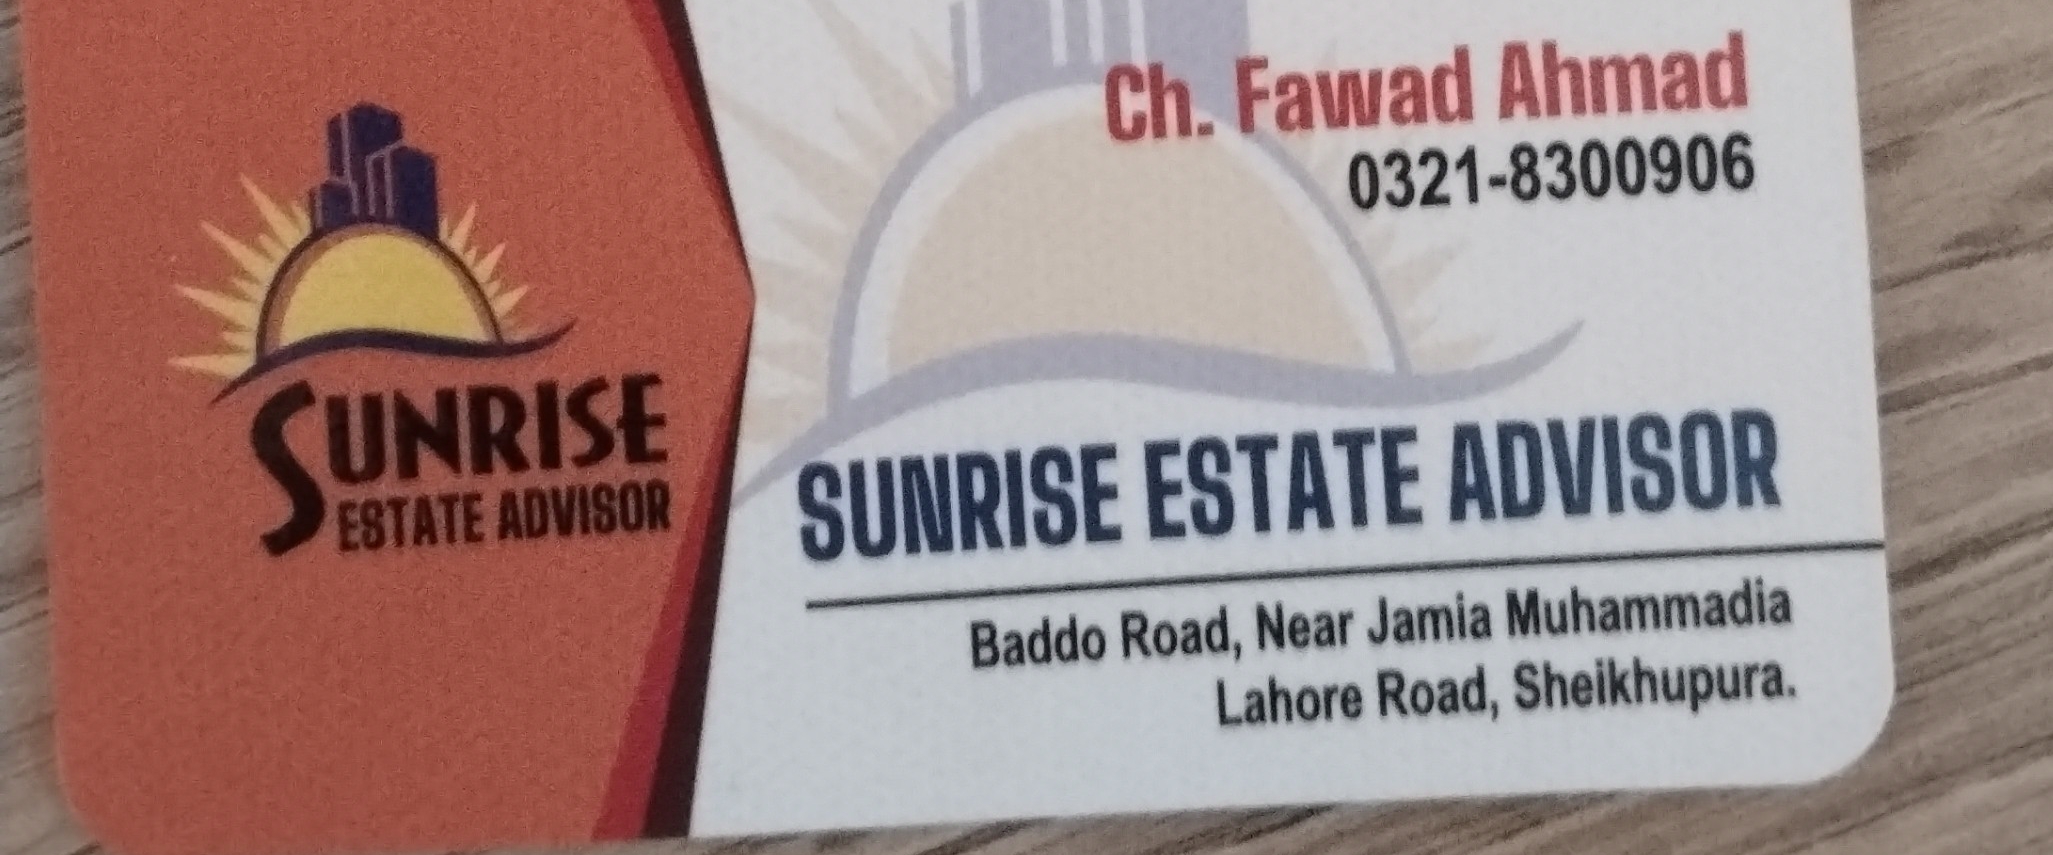 SUNRISE
ESTATE ADVISOR
Ch. Fawad Ahmad
0321-8300906
SUNRISE ESTATE ADVISOR
Baddo Road, Near Jamia Muhammadia
Lahore Road, Sheikhupura.